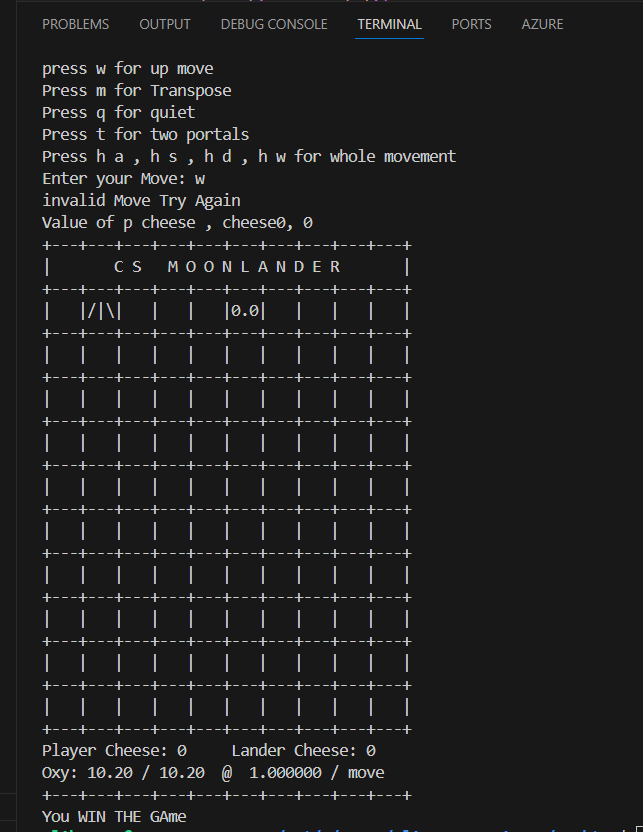 PROBLEMS OUTPUT DEBUG CONSOLE TERMINAL PORTS AZURE
press w for up move
Press m for Transpose
Press q for quiet
Press t for two portals
Press h a , h s , h d , h w for whole movement
Enter your Move: w
invalid Move Try Again
Value of p cheese , cheese0, 0
+---+---+---+---+---+---+---+---+---+---+
|       C S   M O O N L A N D E R       |
+---+---+---+---+---+---+---+---+---+---+
|   |/|\|   |   |   |0.0|   |   |   |   |
+---+---+---+---+---+---+---+---+---+---+
|   |   |   |   |   |   |   |   |   |   |
+---+---+---+---+---+---+---+---+---+---+
|   |   |   |   |   |   |   |   |   |   |
+---+---+---+---+---+---+---+---+---+---+
|   |   |   |   |   |   |   |   |   |   |
+---+---+---+---+---+---+---+---+---+---+
|   |   |   |   |   |   |   |   |   |   |
+---+---+---+---+---+---+---+---+---+---+
|   |   |   |   |   |   |   |   |   |   |
+---+---+---+---+---+---+---+---+---+---+
|   |   |   |   |   |   |   |   |   |   |
+---+---+---+---+---+---+---+---+---+---+
|   |   |   |   |   |   |   |   |   |   |
+---+---+---+---+---+---+---+---+---+---+
|   |   |   |   |   |   |   |   |   |   |
+---+---+---+---+---+---+---+---+---+---+
|   |   |   |   |   |   |   |   |   |   |
+---+---+---+---+---+---+---+---+---+---+
Player Cheese: 0     Lander Cheese: 0
Oxy: 10.20 / 10.20  @  1.000000 / move
+---+---+---+---+---+---+---+---+---+---+
You WIN THE GAme